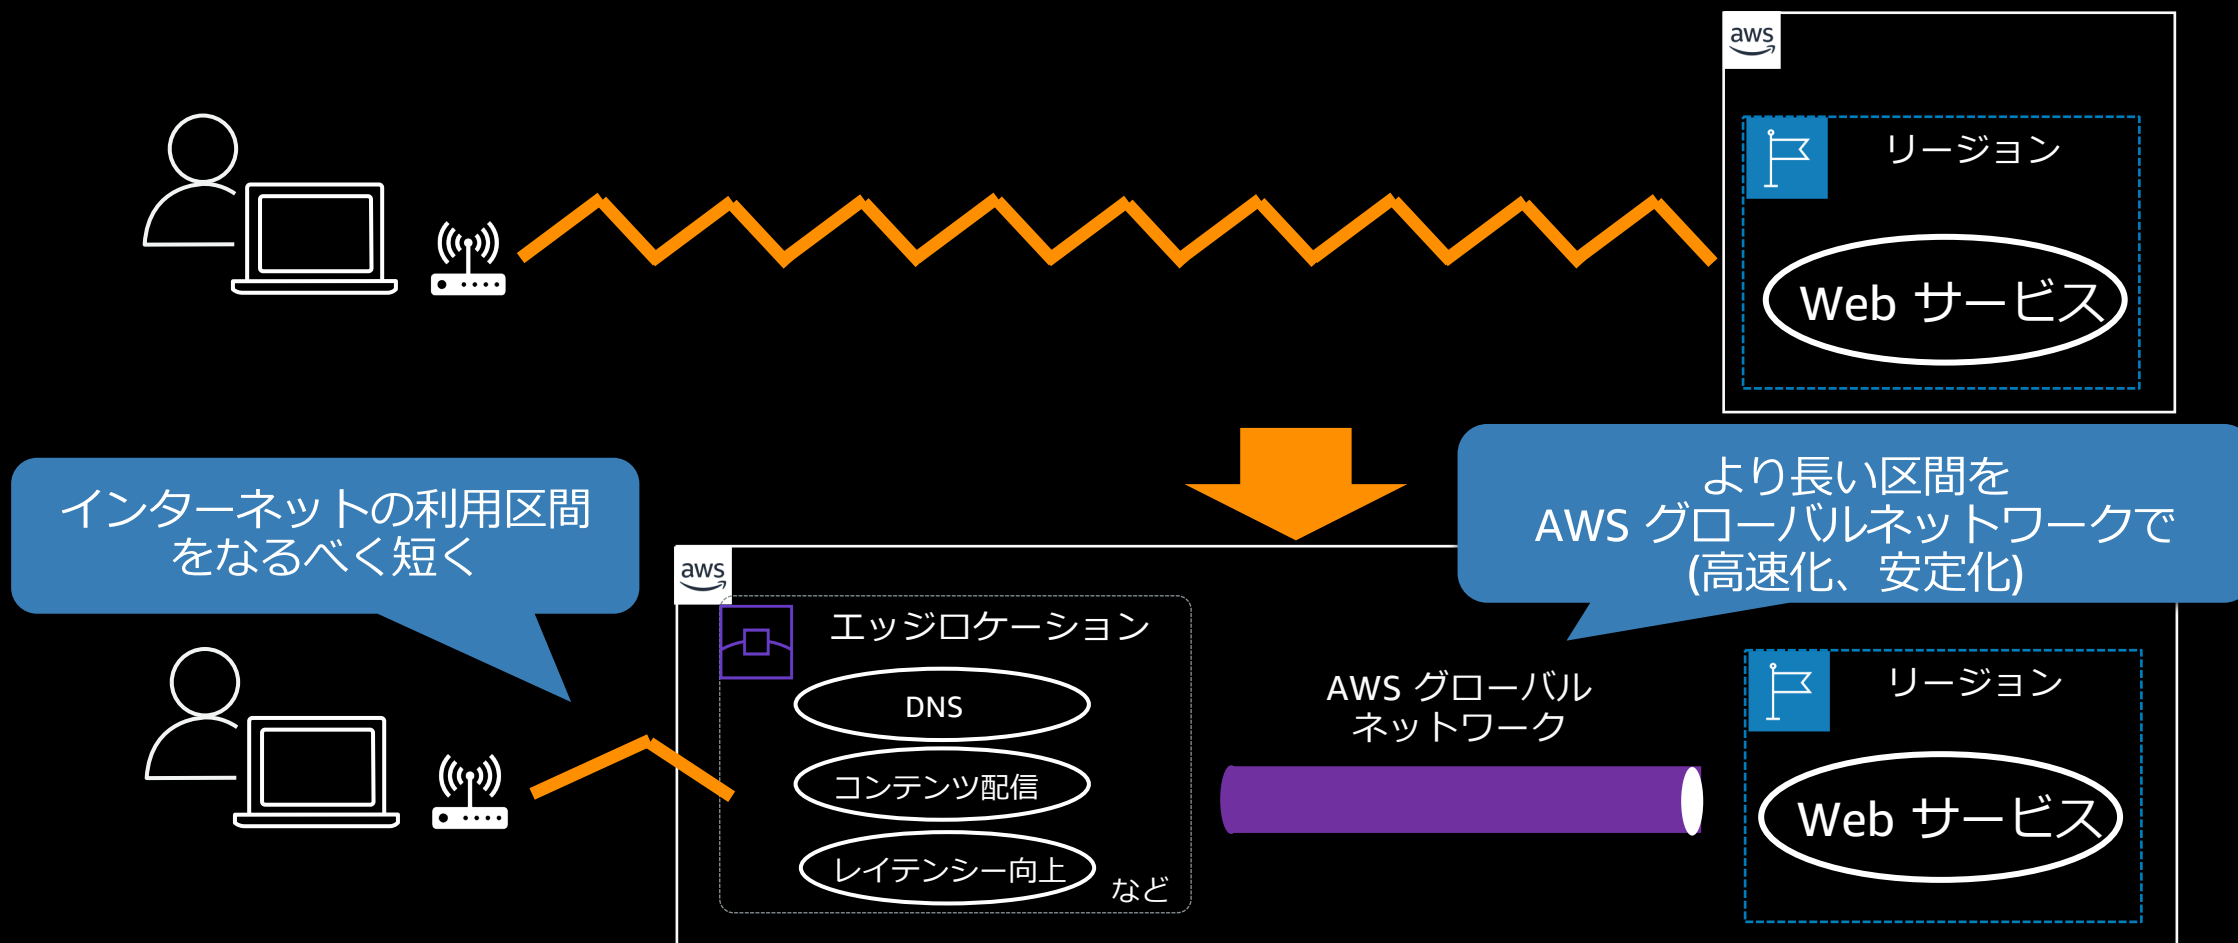 aws
リージョン
Web サービス
インターネットの利用区間
をなるべく短く
より長い区間を
AWS グローバルネットワークで
(高速化、安定化)
aws
エッジロケーション
DNS
コンテンツ配信
レイテンシー向上
など
AWS グローバル
ネットワーク
リージョン
Web サービス